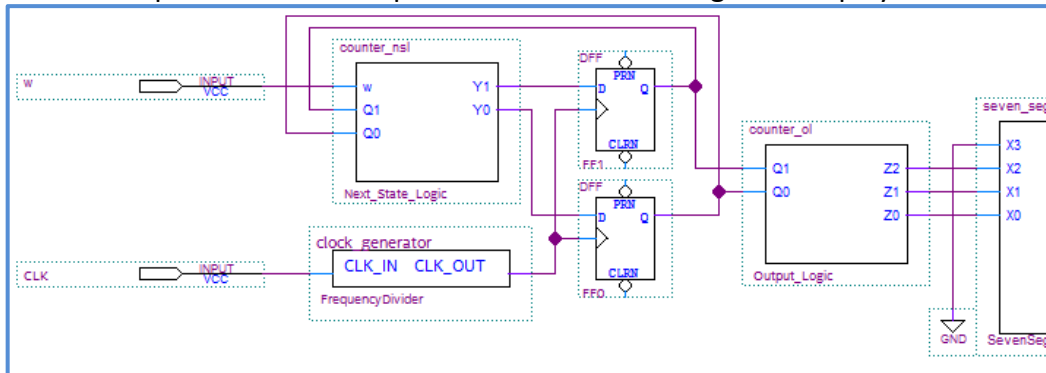 counter_nsl
w
INPUT
VCC
w
Q1
Q0
Y1
Y0
Next_State_Logic
DFF
PRN
D
Q
CLRN
FF1
DFF
PRN
D
Q
CLRN
FF0
clock_generator
CLK_IN
CLK_OUT
FrequencyDivider
CLK
INPUT
VCC
counter_ol
Q1
Q0
Z2
Z1
Z0
Output_Logic
X3
X2
X1
X0
GND